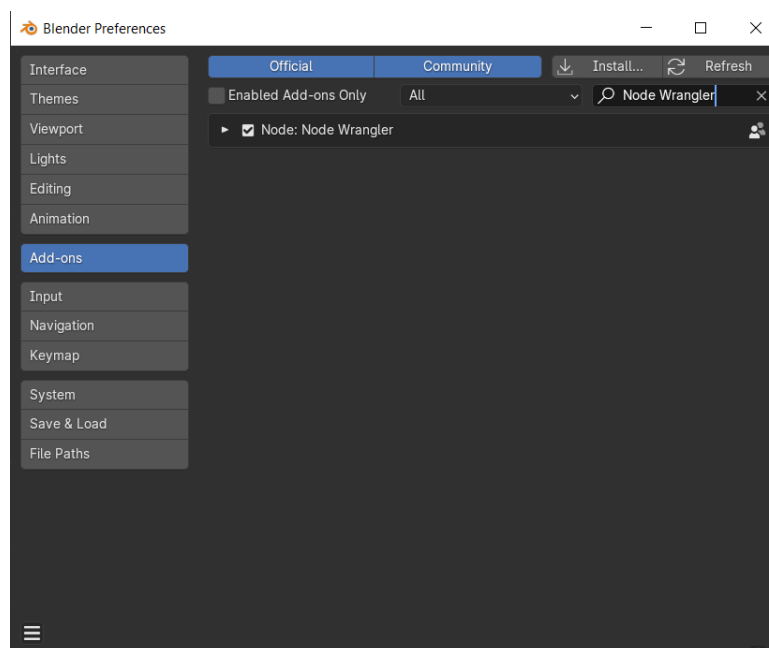 Blender Preferences
Interface
Themes
Viewport
Lights
Editing
Animation
Add-ons
Input
Navigation
Keymap
System
Save & Load
File Paths
Official Community Install... Refresh
Enabled Add-ons Only All Node Wrangler
Node: Node Wrangler